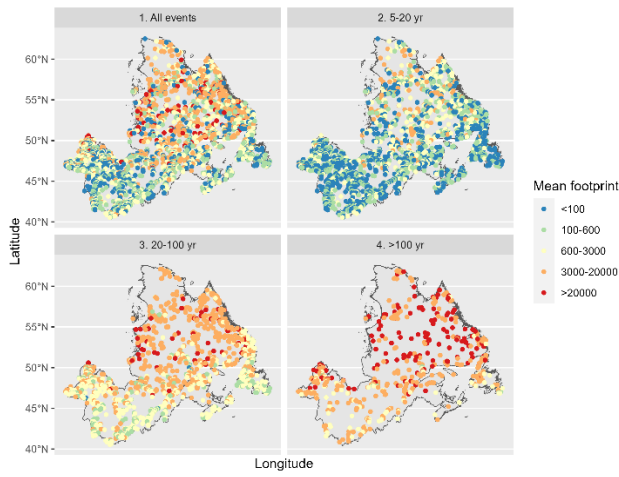 1. All events
2. 5-20 yr
60°N
55°N
50°N
45°N
40°N
3. 20-100 yr
4. >100 yr
60°N
55°N
50°N
45°N
40°N
Latitude
Longitude
Mean footprint
<100
100-600
600-3000
3000-20000
>20000